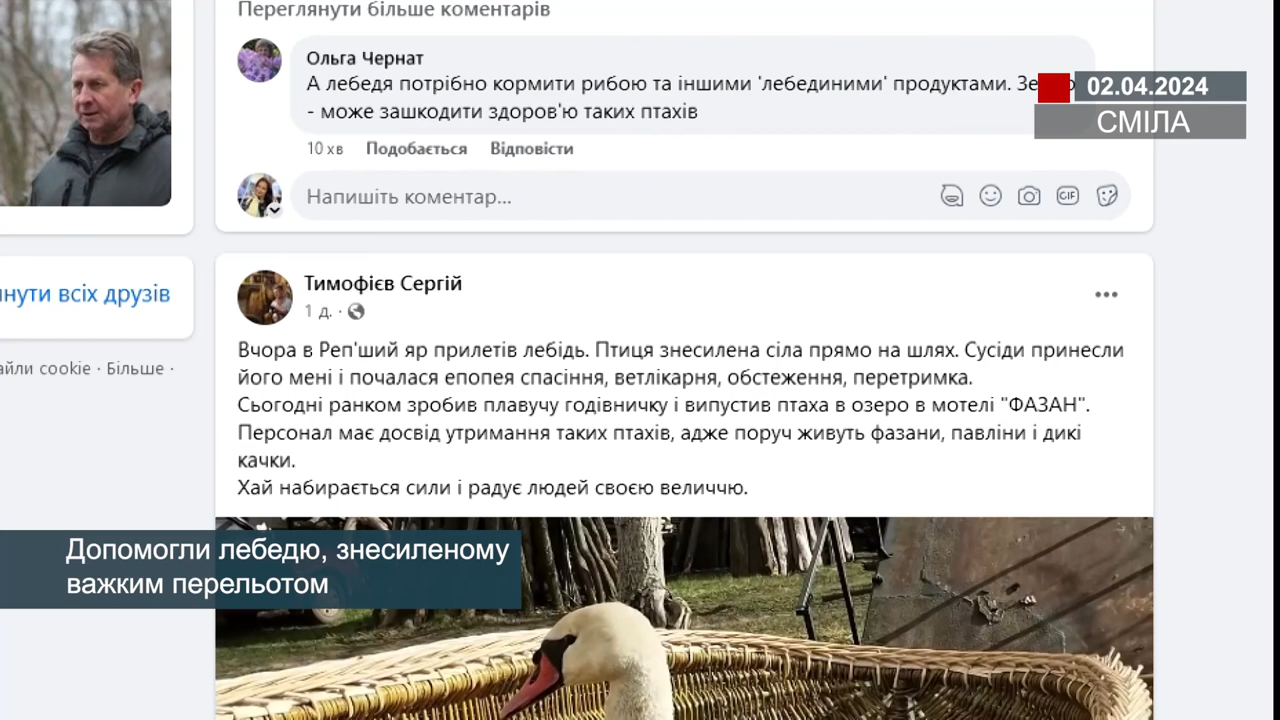 Переглянути більше коментарів
Ольга Чернат
А лебедя потрібно кормити рибою та іншими 'лебединими' продуктами.
- може зашкодити здоров'ю таких птахів
10 хв Подобається Відповісти
Напишіть коментар...
GIF
02.04.2024
СМІЛА
нути всіх друзів
айли cookie · Більше ·
Тимофієв Сергій
1 д. ·
Вчора в Реп'ший яр прилетів лебідь. Птиця знесилена сіла прямо на шлях. Сусіди принесли
його мені і почалася епопея спасіння, ветлікарня, обстеження, перетримка.
Сьогодні ранком зробив плавучу годівничку і випустив птаха в озеро в мотелі "ФАЗАН".
Персонал має досвід утримання таких птахів, адже поруч живуть фазани, павліни і дикі
качки.
Хай набирається сили і радує людей своєю величчю.
Допомогли лебедю, знесиленому
важким перельотом